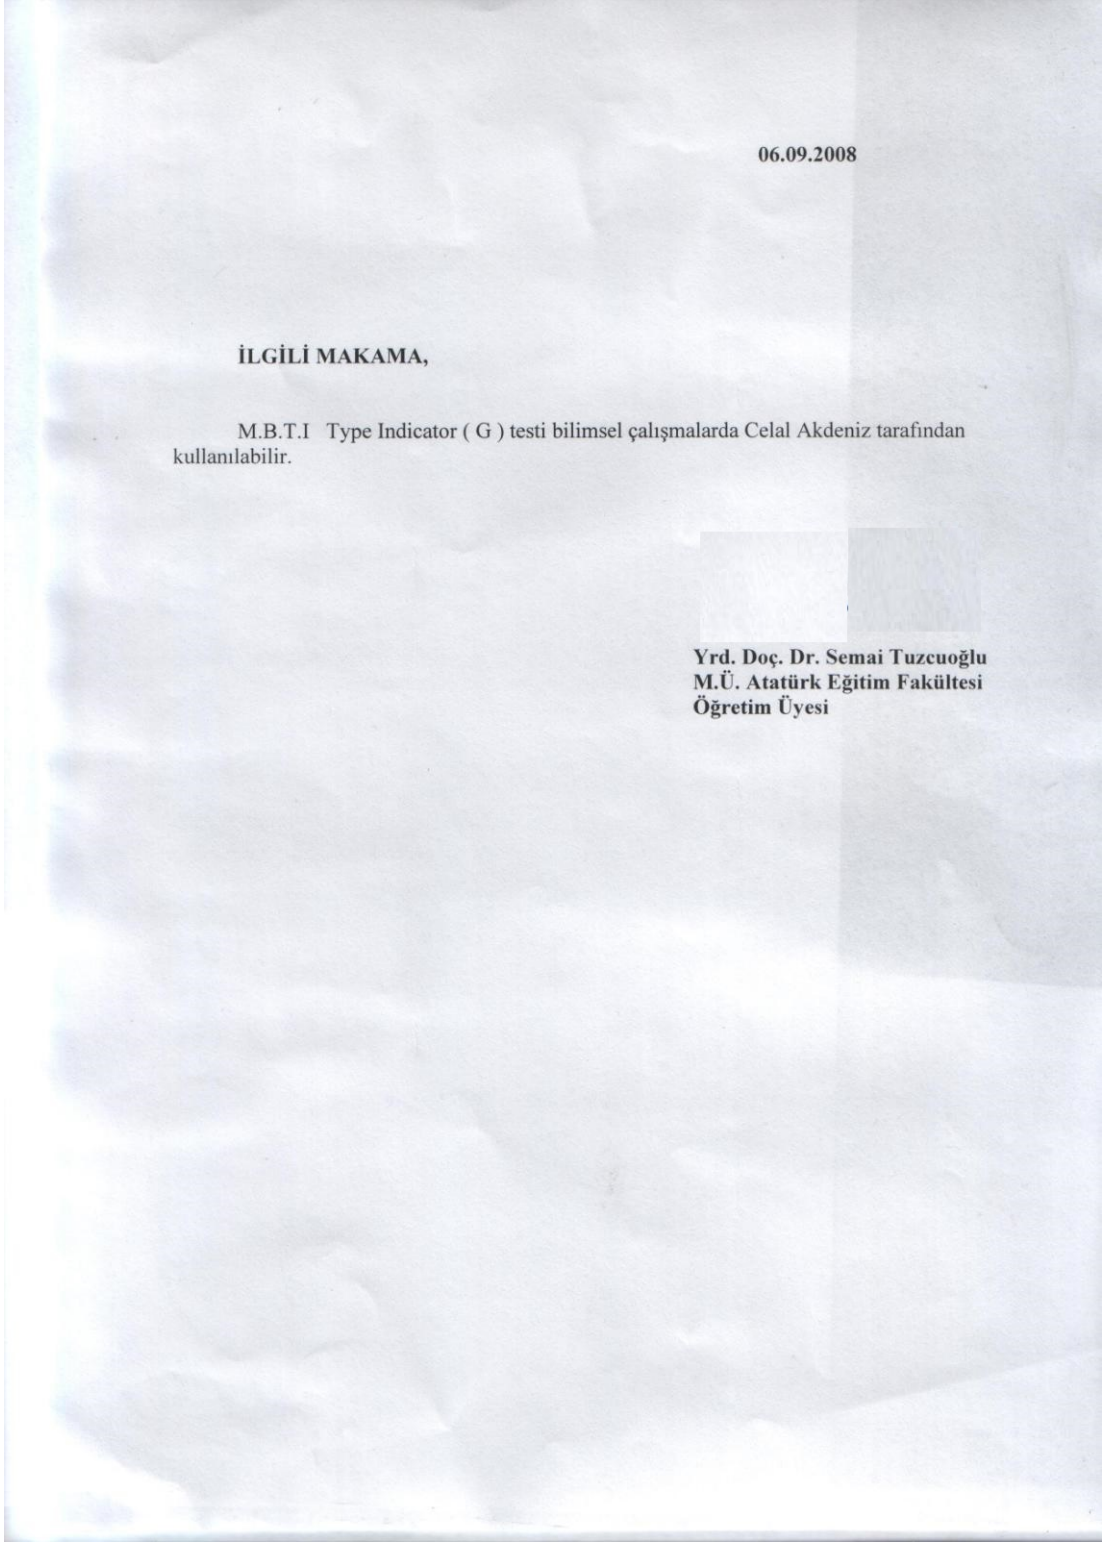 06.09.2008
İLGİLİ MAKAMA,
M.B.T.I Type Indicator ( G ) testi bilimsel çalışmalarda Celal Akdeniz tarafından
kullanılabilir.
Yrd. Doç. Dr. Semai Tuzcuoğlu
M.Ü. Atatürk Eğitim Fakültesi
Öğretim Üyesi